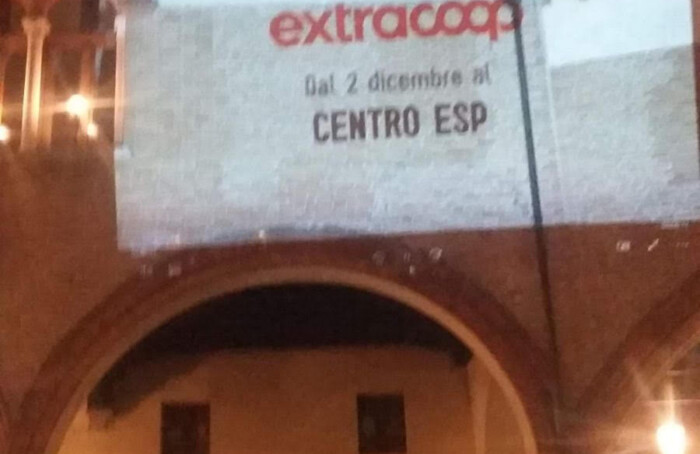 extracoop
Dal 2 dicembre al
CENTRO ESP